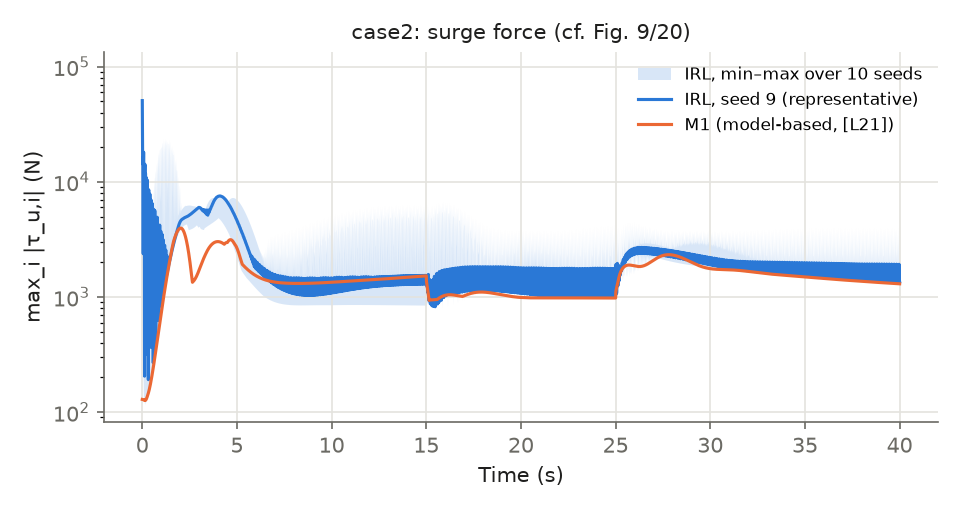 case2: surge force (cf. Fig. 9/20)
IRL, min–max over 10 seeds
IRL, seed 9 (representative)
M1 (model-based, [L21])
max_i |τ_u,i| (N)
10^5
10^4
10^3
10^2
0 5 10 15 20 25 30 35 40
Time (s)